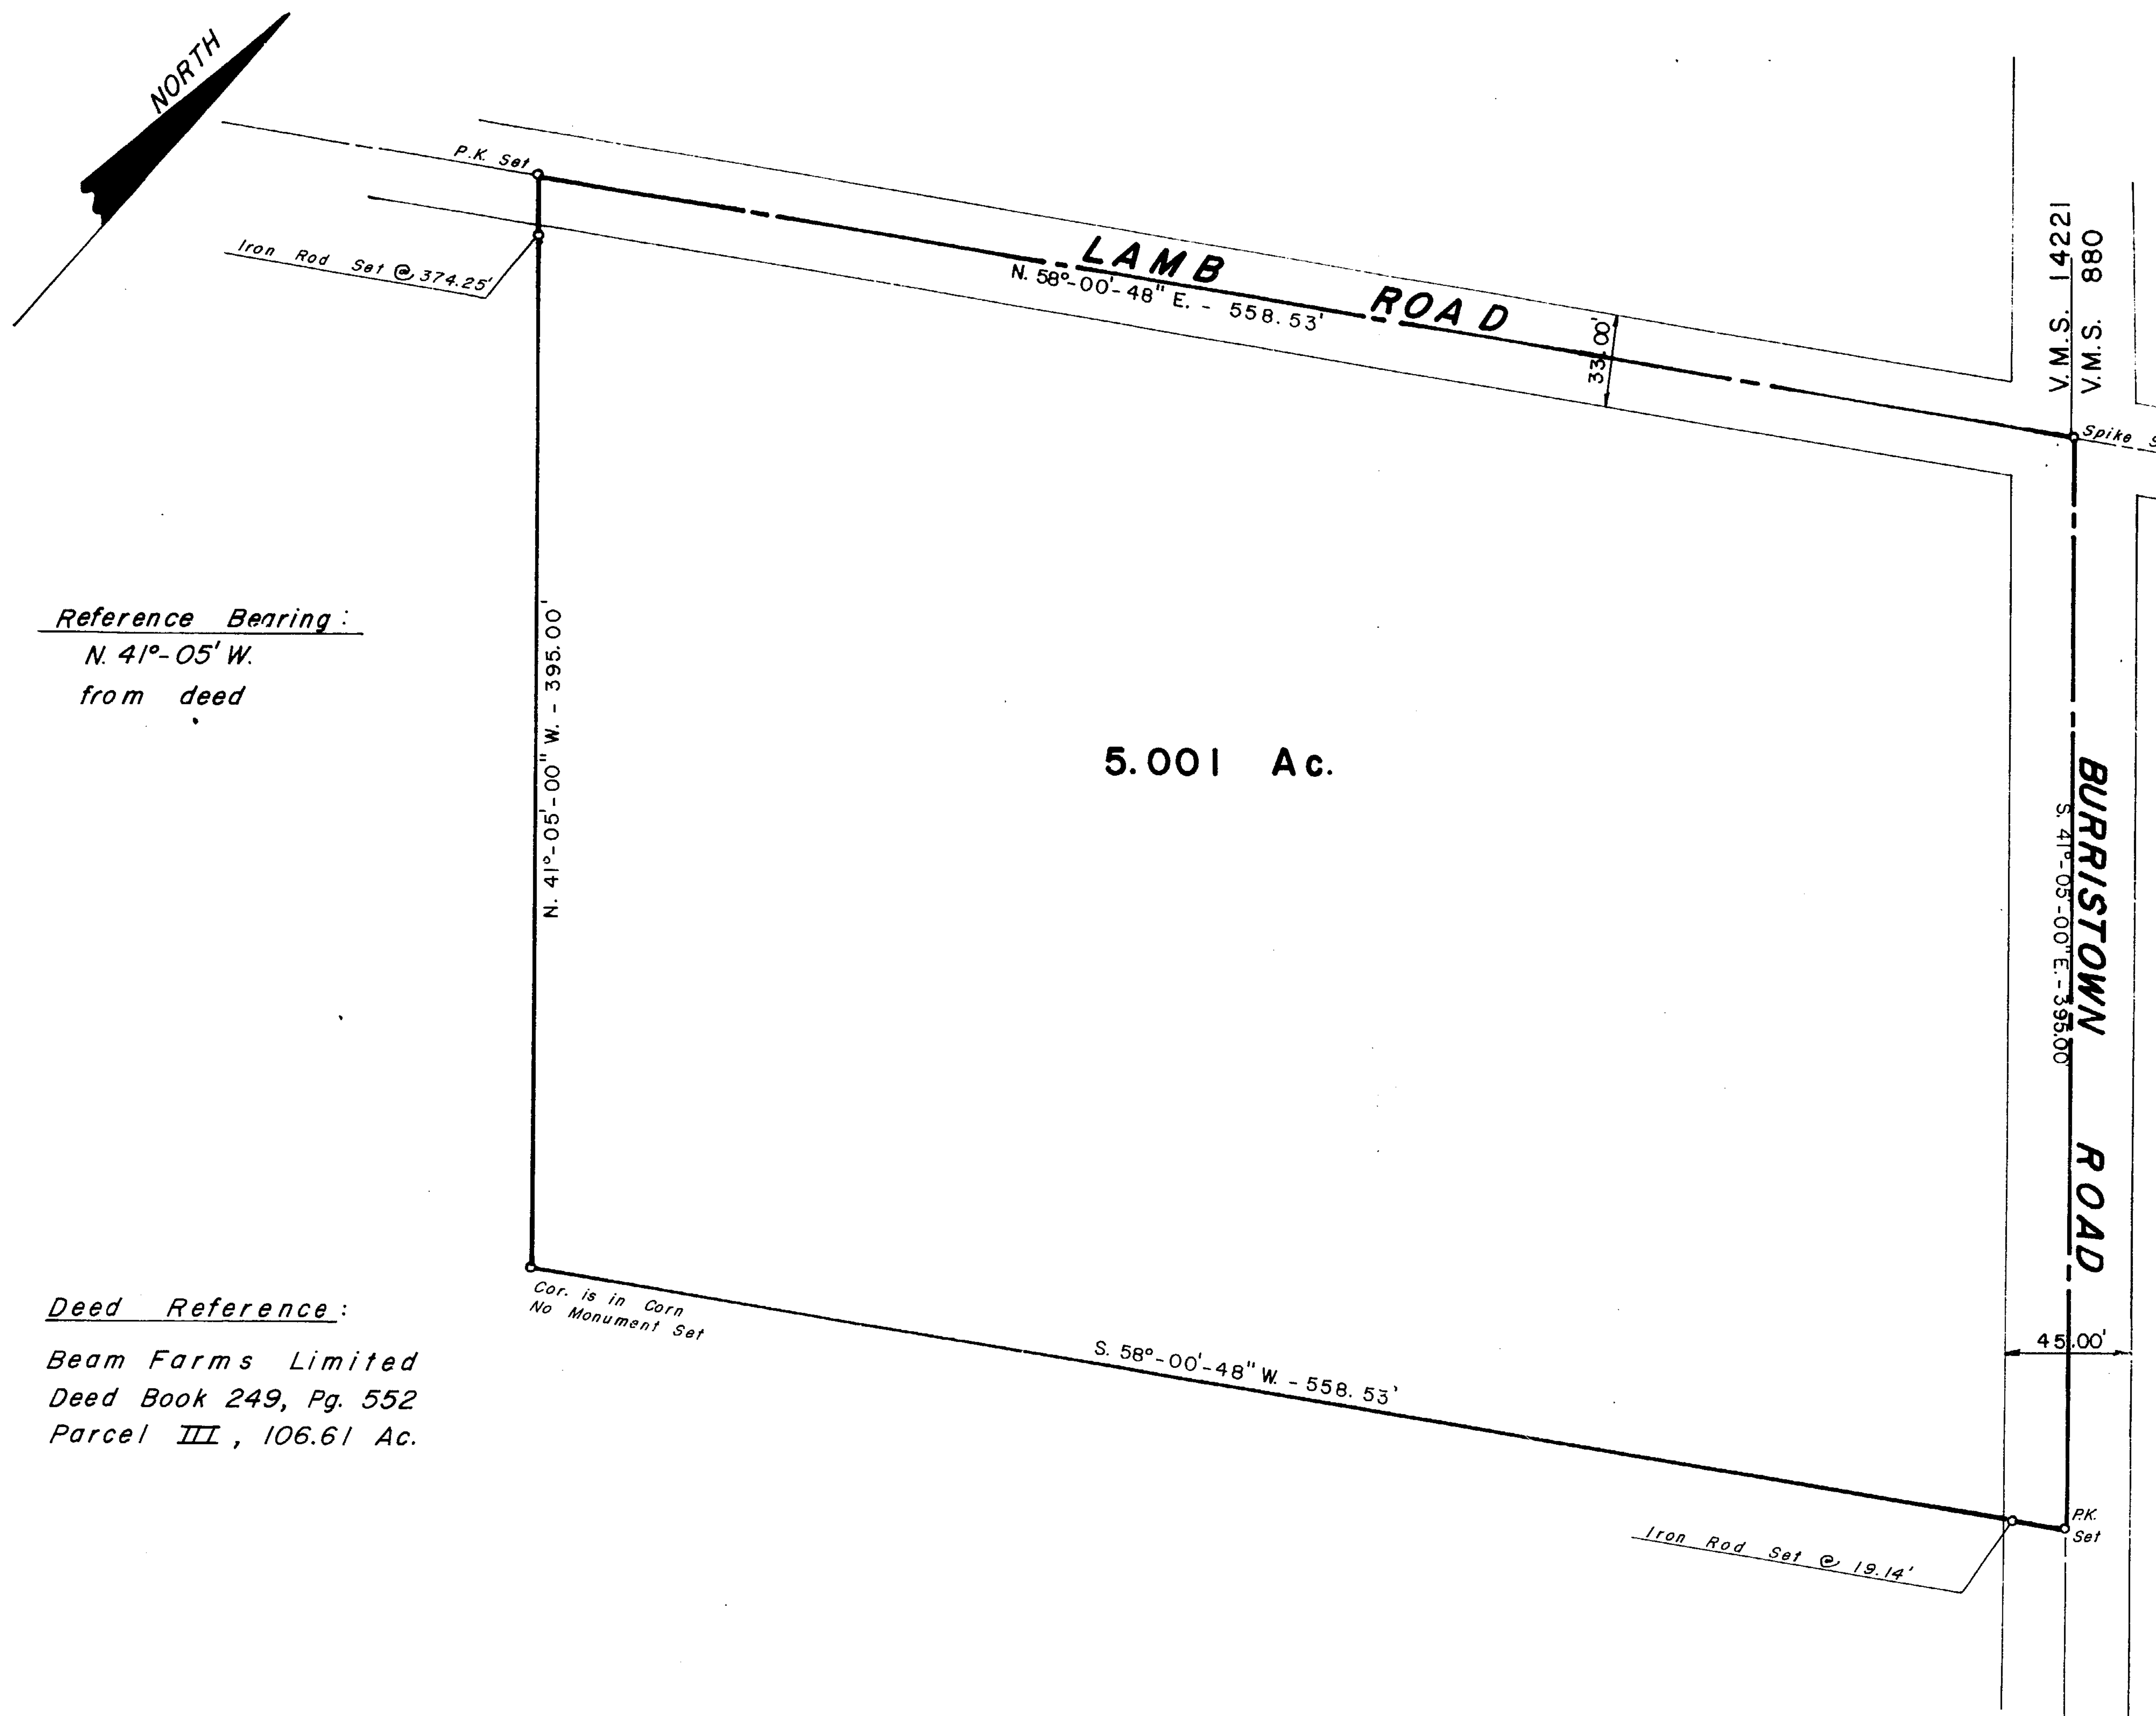 NORTH
P.K. Set
Iron Rod Set @ 374.25'
LAMB ROAD
N. 58°-00'-48" E. - 558.53'
33.00'
V.M.S. 14221
V.M.S. 880
Spike
Reference Bearing :
N. 41°-05' W.
from deed
N. 41°-05'-00" W. - 395.00'
5.001 Ac.
BURRISTOWN ROAD
S. 41°-05'-00" E. - 395.00'
Cor. is in Corn
No Monument Set
Deed Reference :
Beam Farms Limited
Deed Book 249, Pg. 552
Parcel III, 106.61 Ac.
S. 58°-00'-48" W. - 558.53'
45.00'
Iron Rod Set @ 19.14'
P.K.
Set